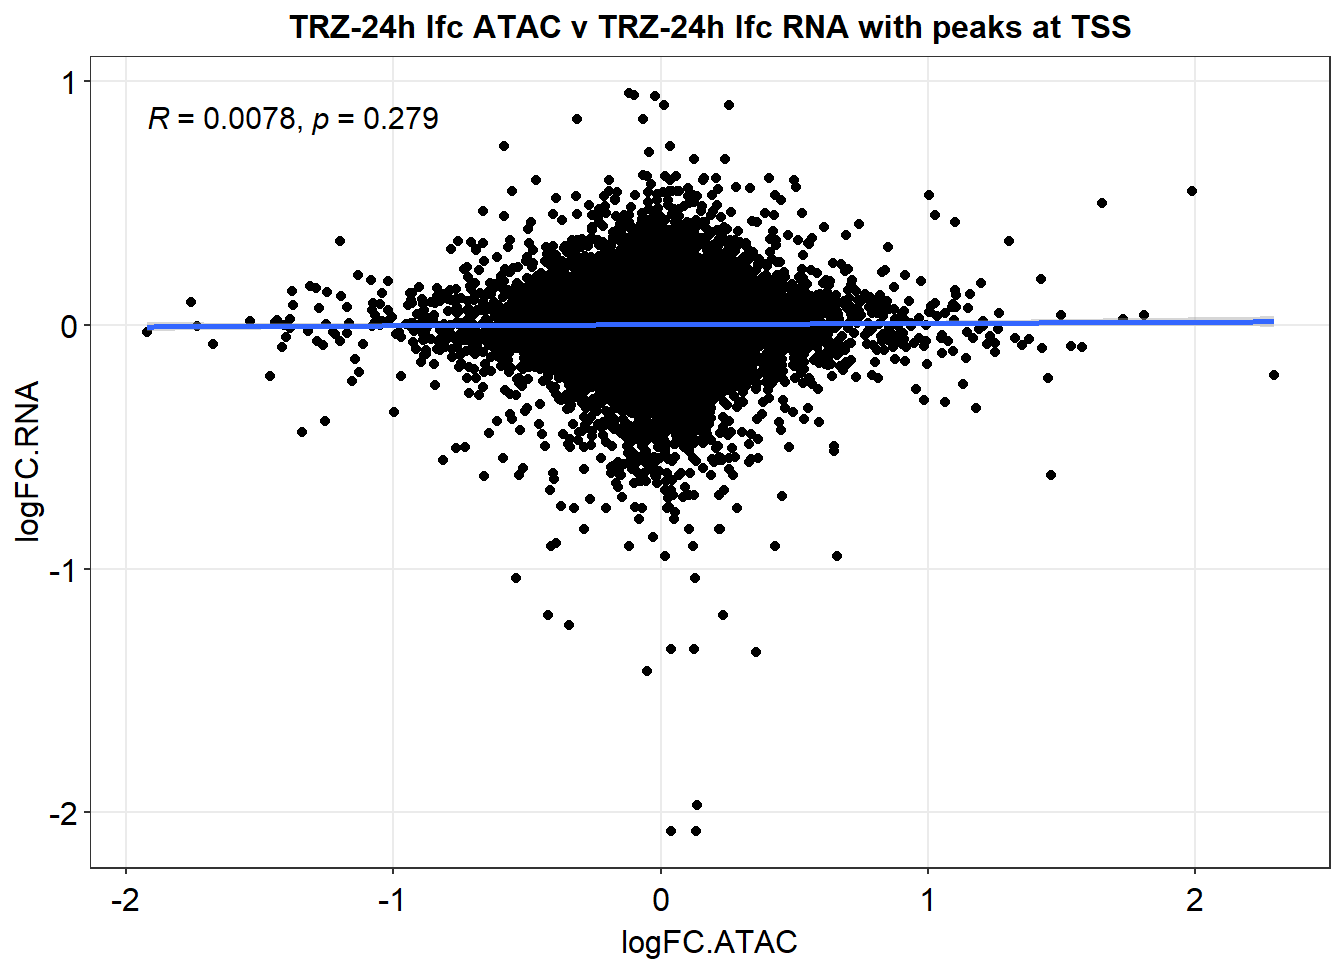 TRZ-24h lfc ATAC v TRZ-24h lfc RNA with peaks at TSS
R = 0.0078, p = 0.279
1
0
-1
-2
logFC.RNA
-2 -1 0 1 2
logFC.ATAC